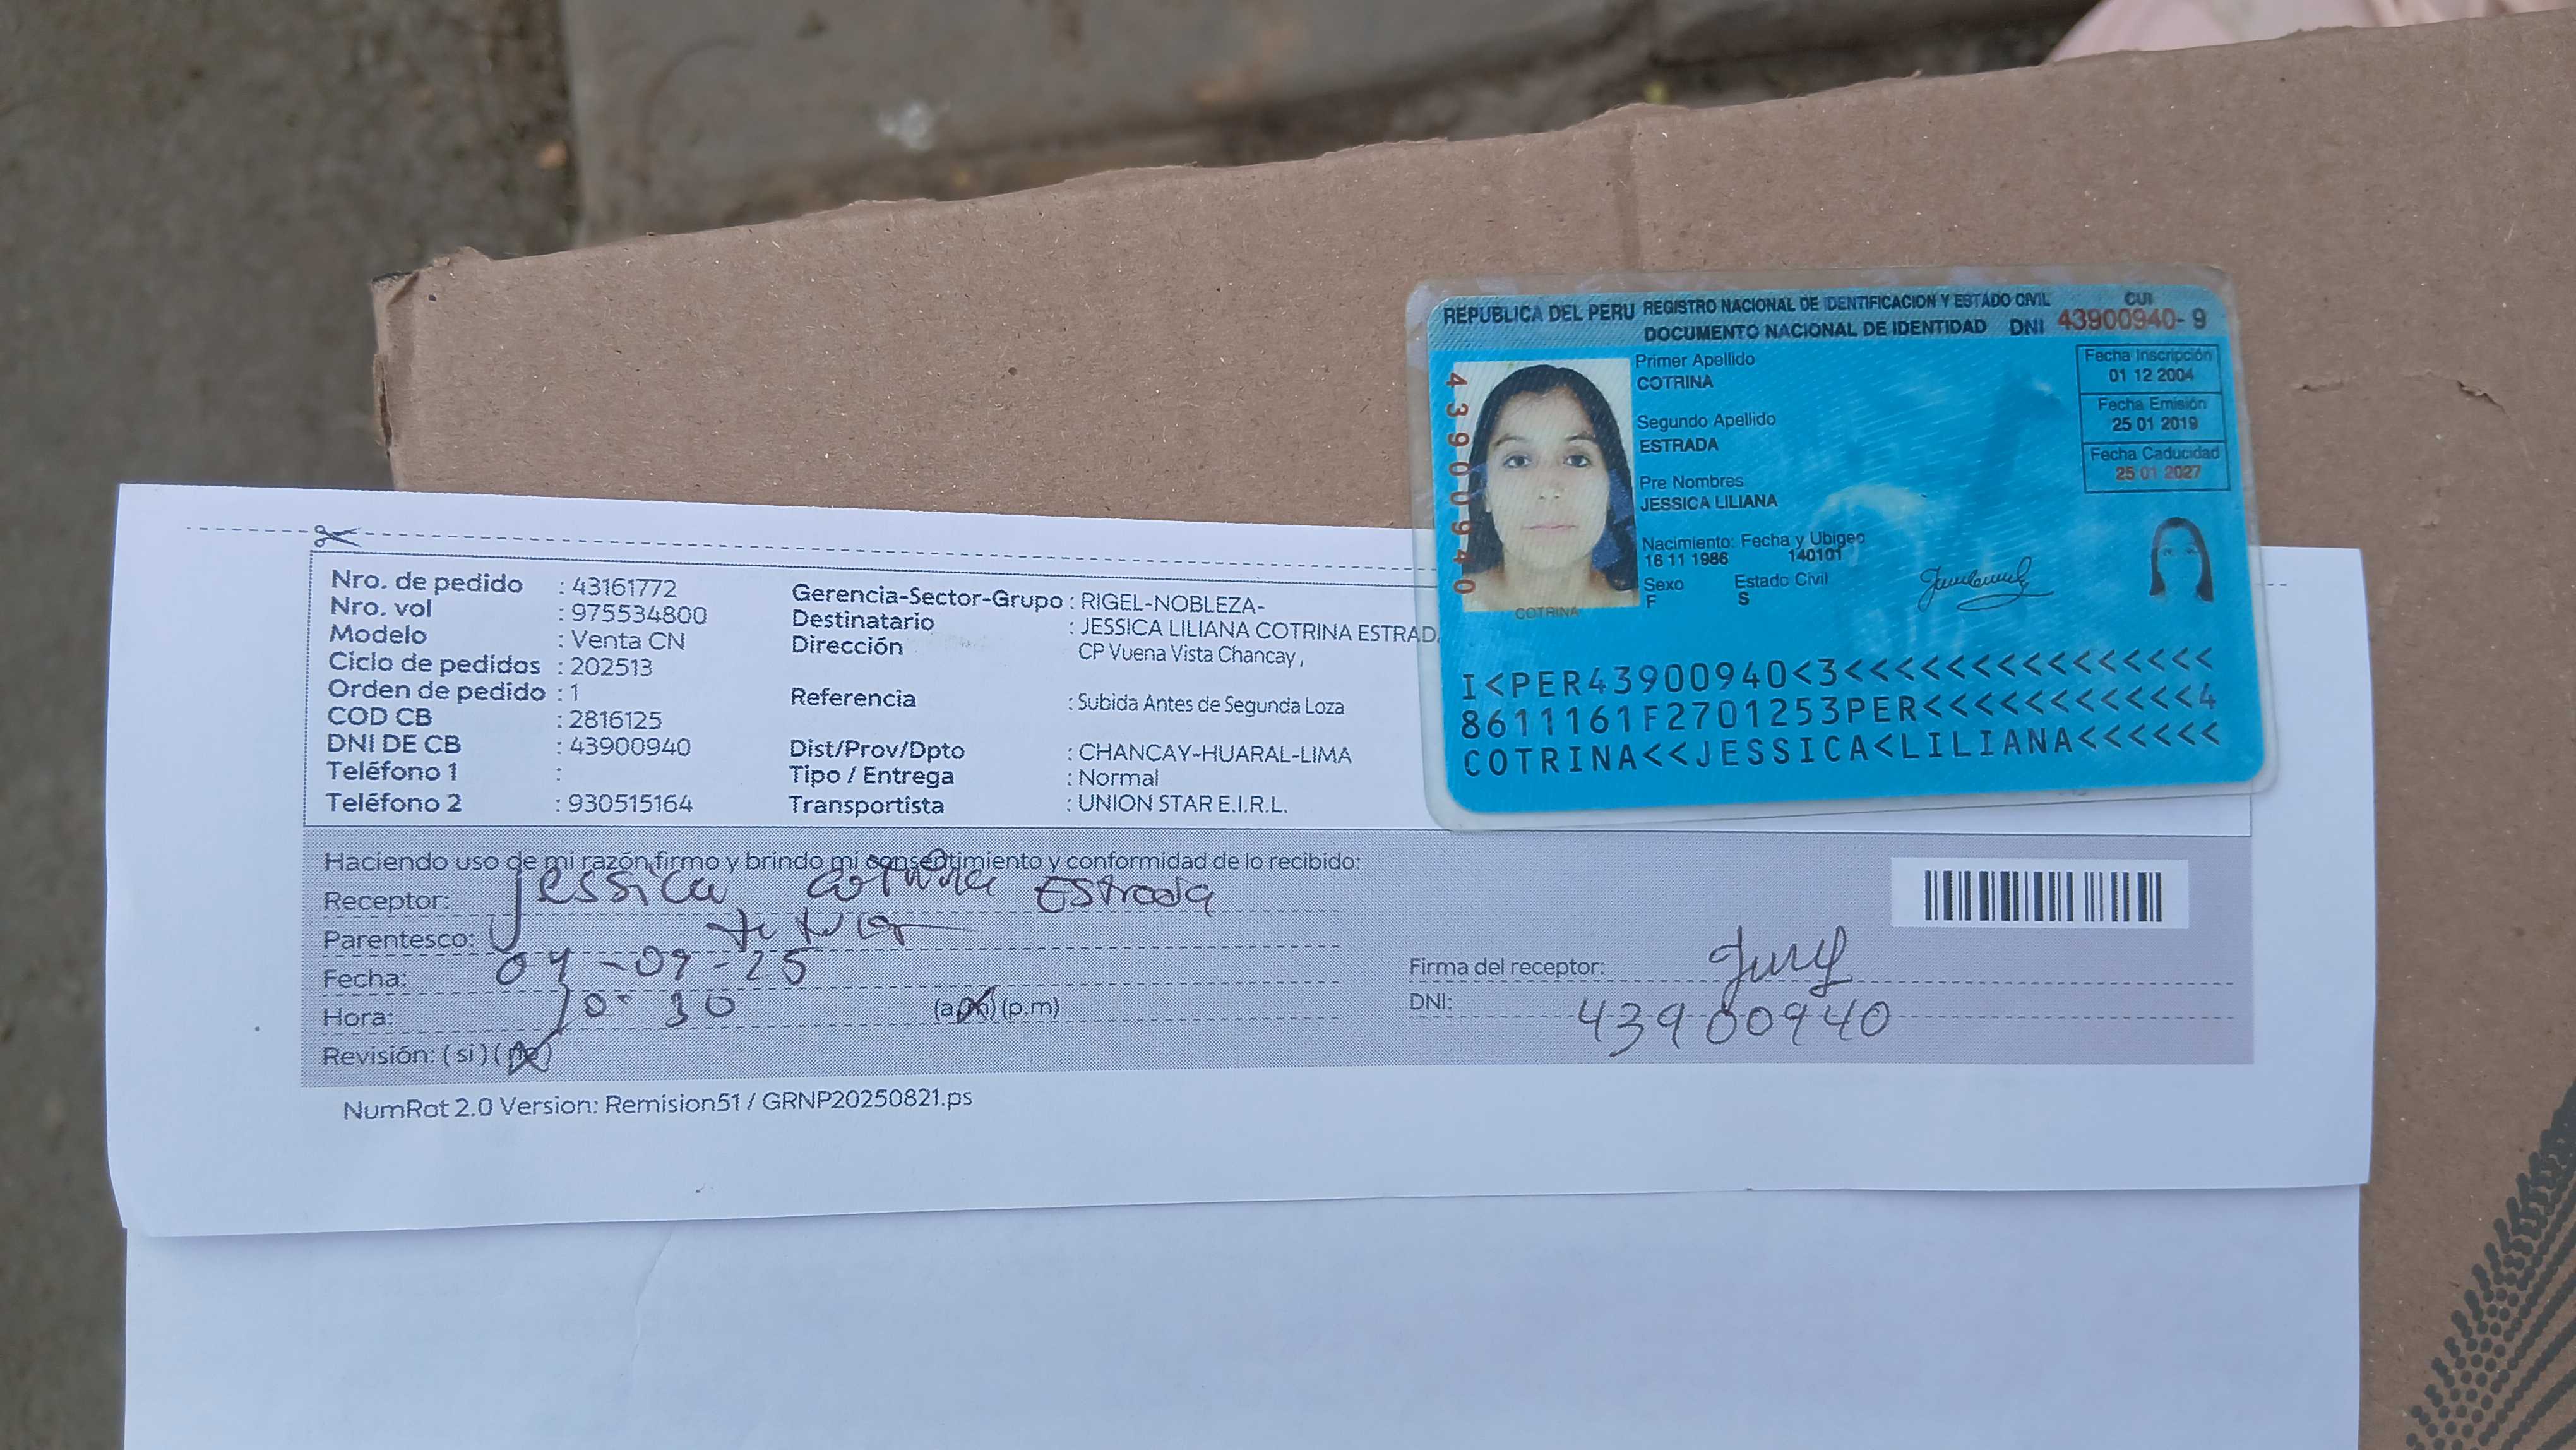 REPUBLICA DEL PERU REGISTRO NACIONAL DE IDENTIFICACION Y ESTADO CIVIL CUI
DOCUMENTO NACIONAL DE IDENTIDAD DNI 43900940-9
43900940
Primer Apellido
COTRINA
Segundo Apellido
ESTRADA
Pre Nombres
JESSICA LILIANA
Nacimiento: Fecha y Ubigeo
16 11 1986 140101
Sexo Estado Civil
F S
Fecha Inscripción
01 12 2004
Fecha Emisión
25 01 2019
Fecha Caducidad
25 01 2027
COTRINA
I<PER43900940<3<<<<<<<<<<<<<<<
8611161F2701253PER<<<<<<<<<<<4
COTRINA<<JESSICA<LILIANA<<<<<<
Nro. de pedido : 43161772
Nro. vol : 975534800
Modelo : Venta CN
Ciclo de pedidos : 202513
Orden de pedido : 1
COD CB : 2816125
DNI DE CB : 43900940
Teléfono 1 :
Teléfono 2 : 930515164
Gerencia-Sector-Grupo : RIGEL-NOBLEZA-
Destinatario : JESSICA LILIANA COTRINA ESTRAD
Dirección CP Vuena Vista Chancay ,
Referencia : Subida Antes de Segunda Loza
Dist/Prov/Dpto : CHANCAY-HUARAL-LIMA
Tipo / Entrega : Normal
Transportista : UNION STAR E.I.R.L.
Haciendo uso de mi razón, firmo y brindo mi consentimiento y conformidad de lo recibido:
Receptor: Jessica Cotrina Estrada
Parentesco:
Fecha: 04-09-25
Hora: 10:30 (a.m) (p.m)
Revisión: (si) (no)
Firma del receptor:
DNI: 43900940
NumRot 2.0 Version: Remision51 / GRNP20250821.ps